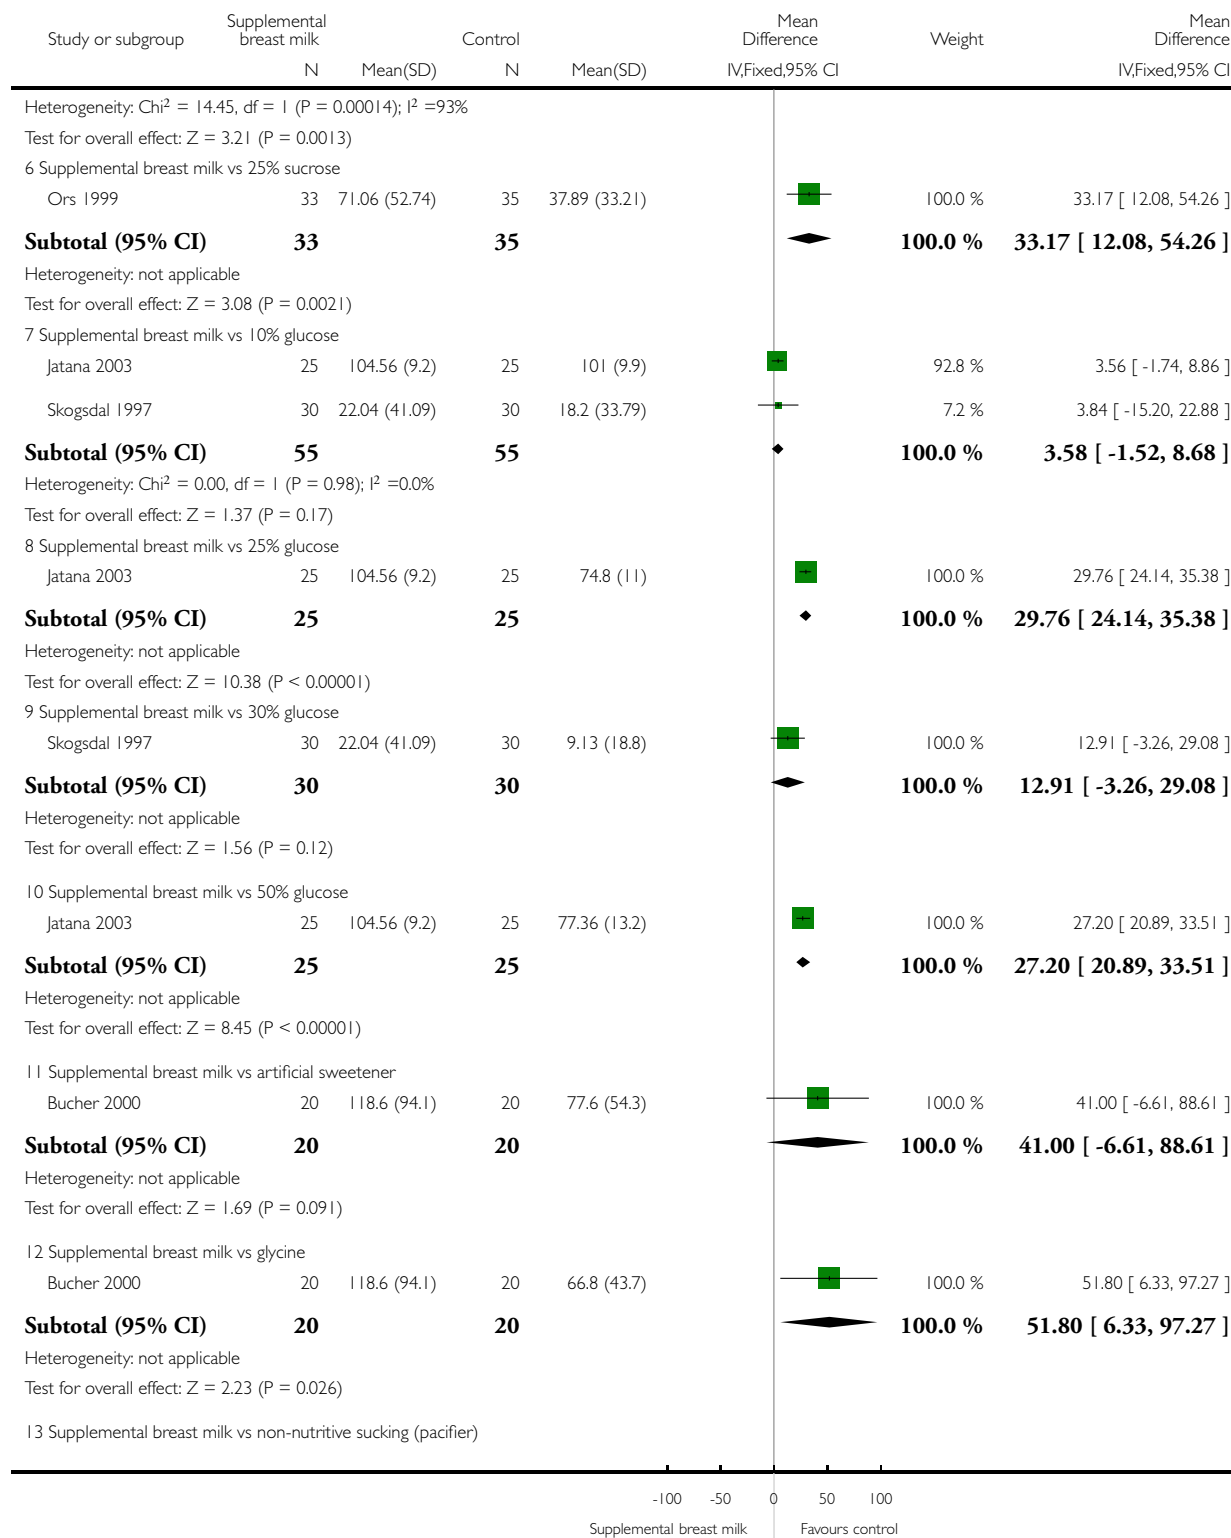 Study or subgroup Supplemental breast milk Control Mean Difference Weight Mean Difference
N Mean(SD) N Mean(SD) IV,Fixed,95% CI IV,Fixed,95% CI
Heterogeneity: Chi² = 14.45, df = 1 (P = 0.00014); I² =93%
Test for overall effect: Z = 3.21 (P = 0.0013)
6 Supplemental breast milk vs 25% sucrose
Ors 1999 33 71.06 (52.74) 35 37.89 (33.21) 100.0 % 33.17 [ 12.08, 54.26 ]
Subtotal (95% CI) 33 35 100.0 % 33.17 [ 12.08, 54.26 ]
Heterogeneity: not applicable
Test for overall effect: Z = 3.08 (P = 0.0021)
7 Supplemental breast milk vs 10% glucose
Jatana 2003 25 104.56 (9.2) 25 101 (9.9) 92.8 % 3.56 [ -1.74, 8.86 ]
Skogsdal 1997 30 22.04 (41.09) 30 18.2 (33.79) 7.2 % 3.84 [ -15.20, 22.88 ]
Subtotal (95% CI) 55 55 100.0 % 3.58 [ -1.52, 8.68 ]
Heterogeneity: Chi² = 0.00, df = 1 (P = 0.98); I² =0.0%
Test for overall effect: Z = 1.37 (P = 0.17)
8 Supplemental breast milk vs 25% glucose
Jatana 2003 25 104.56 (9.2) 25 74.8 (11) 100.0 % 29.76 [ 24.14, 35.38 ]
Subtotal (95% CI) 25 25 100.0 % 29.76 [ 24.14, 35.38 ]
Heterogeneity: not applicable
Test for overall effect: Z = 10.38 (P < 0.00001)
9 Supplemental breast milk vs 30% glucose
Skogsdal 1997 30 22.04 (41.09) 30 9.13 (18.8) 100.0 % 12.91 [ -3.26, 29.08 ]
Subtotal (95% CI) 30 30 100.0 % 12.91 [ -3.26, 29.08 ]
Heterogeneity: not applicable
Test for overall effect: Z = 1.56 (P = 0.12)
10 Supplemental breast milk vs 50% glucose
Jatana 2003 25 104.56 (9.2) 25 77.36 (13.2) 100.0 % 27.20 [ 20.89, 33.51 ]
Subtotal (95% CI) 25 25 100.0 % 27.20 [ 20.89, 33.51 ]
Heterogeneity: not applicable
Test for overall effect: Z = 8.45 (P < 0.00001)
11 Supplemental breast milk vs artificial sweetener
Bucher 2000 20 118.6 (94.1) 20 77.6 (54.3) 100.0 % 41.00 [ -6.61, 88.61 ]
Subtotal (95% CI) 20 20 100.0 % 41.00 [ -6.61, 88.61 ]
Heterogeneity: not applicable
Test for overall effect: Z = 1.69 (P = 0.091)
12 Supplemental breast milk vs glycine
Bucher 2000 20 118.6 (94.1) 20 66.8 (43.7) 100.0 % 51.80 [ 6.33, 97.27 ]
Subtotal (95% CI) 20 20 100.0 % 51.80 [ 6.33, 97.27 ]
Heterogeneity: not applicable
Test for overall effect: Z = 2.23 (P = 0.026)
13 Supplemental breast milk vs non-nutritive sucking (pacifier)
-100 -50 0 50 100
Supplemental breast milk Favours control